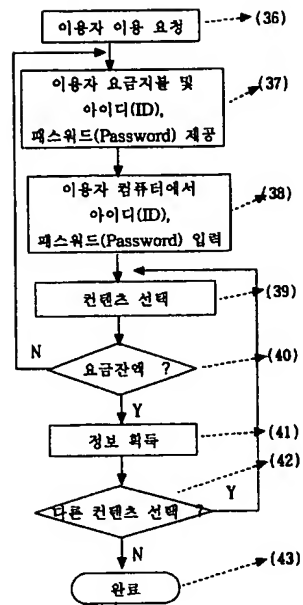 이용자 이용 요청
(36)
이용자 요금지불 및
아이디(ID),
패스워드(Password) 제공
(37)
이용자 컴퓨터에서
아이디(ID),
패스워드(Password) 입력
(38)
컨텐츠 선택
(39)
N
요금잔액 ?
(40)
Y
정보 획득
(41)
(42)
다른 컨텐츠 선택 ?
Y
N
완료
(43)